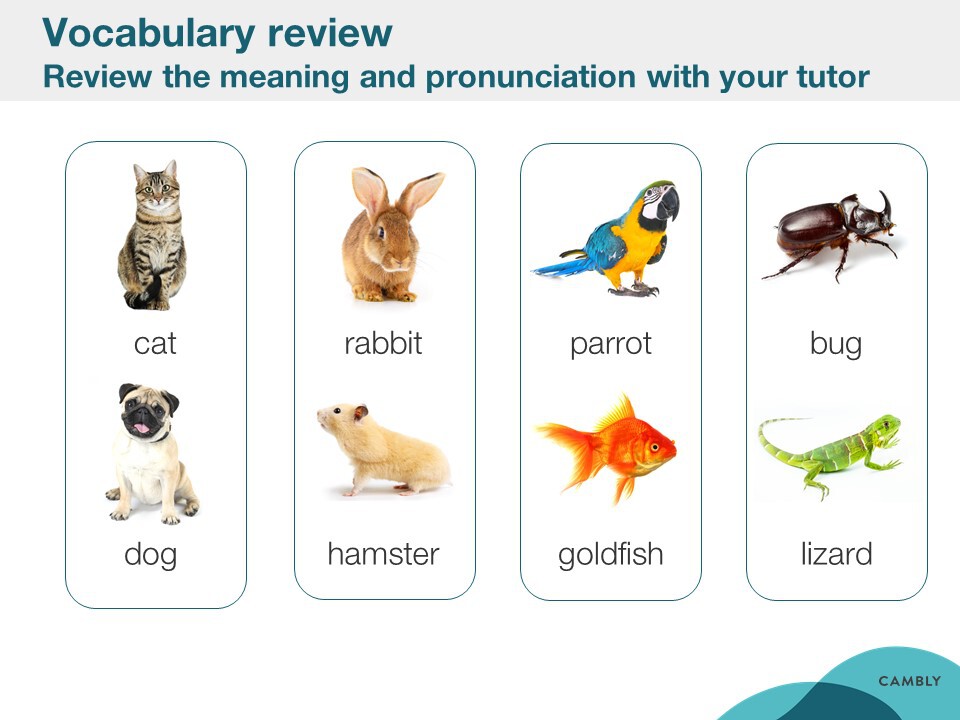 Vocabulary review
Review the meaning and pronunciation with your tutor
cat
rabbit
parrot
bug
dog
hamster
goldfish
lizard
CAMBLY